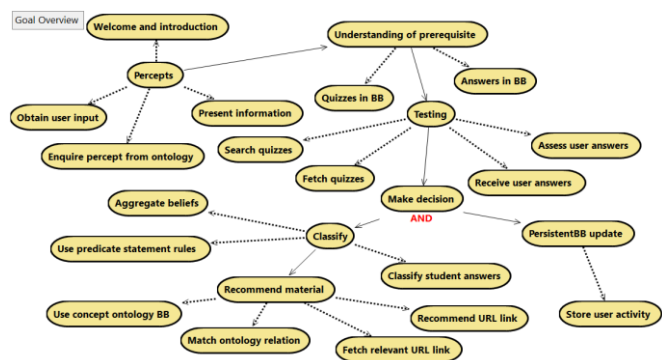 Goal Overview
Welcome and introduction
Understanding of prerequisite
Percepts
Answers in BB
Quizzes in BB
Obtain user input
Present information
Testing
Search quizzes
Assess user answers
Enquire percept from ontology
Fetch quizzes
Receive user answers
Aggregate beliefs
Make decision
AND
Classify
PersistentBB update
Use predicate statement rules
Classify student answers
Recommend material
Use concept ontology BB
Recommend URL link
Store user activity
Match ontology relation
Fetch relevant URL link